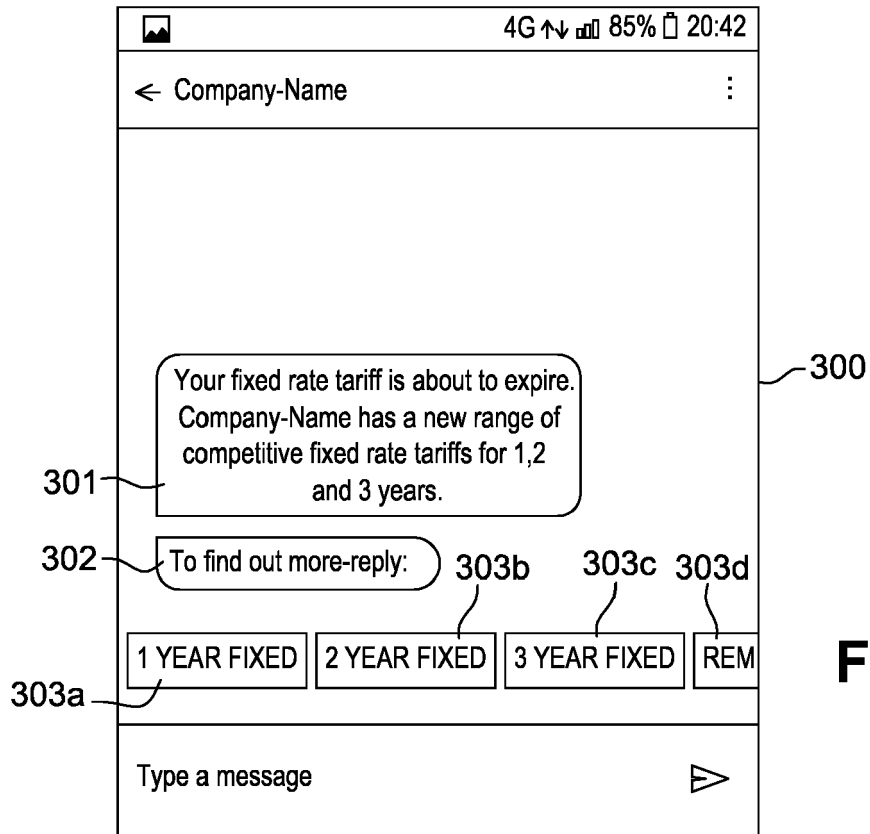 4G 85% 20:42
← Company-Name
300
Your fixed rate tariff is about to expire.
Company-Name has a new range of
competitive fixed rate tariffs for 1,2
and 3 years.
301
302
To find out more-reply:
303b 303c 303d
1 YEAR FIXED 2 YEAR FIXED 3 YEAR FIXED REM
F
303a
Type a message